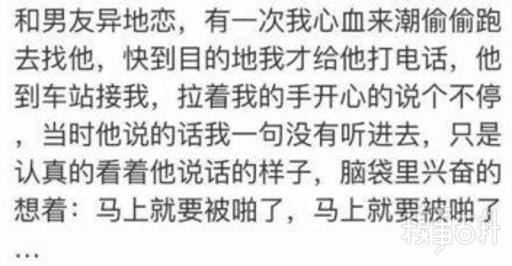 和男友异地恋，有一次我心血来潮偷偷跑
去找他，快到目的地我才给他打电话，他
到车站接我，拉着我的手开心的说个不停
，当时他说的话我一句没有听进去，只是
认真的看着他说话的样子，脑袋里兴奋的
想着：马上就要被啪了，马上就要被啪了
...
糗事百科